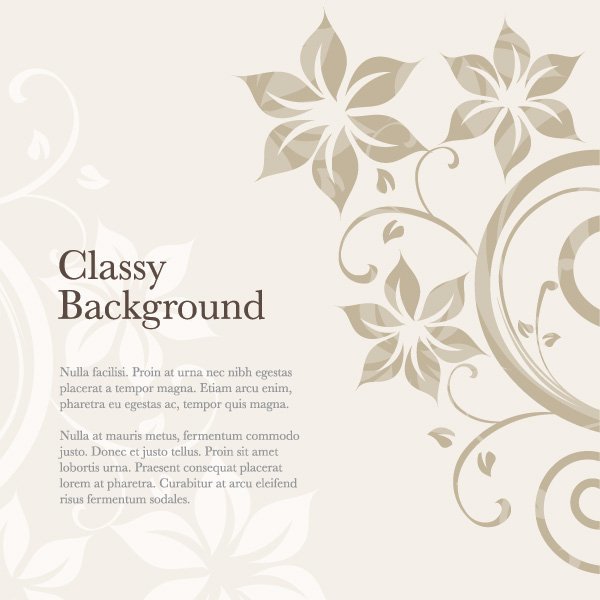 Classy
Background
Nulla facilisi. Proin at urna nec nibh egestas
placerat a tempor magna. Etiam arcu enim,
pharetra eu egestas ac, tempor quis magna.
Nulla at mauris metus, fermentum commodo
justo. Donec et justo tellus. Proin sit amet
lobortis urna. Praesent consequat placerat
lorem at pharetra. Curabitur at arcu eleifend
risus fermentum sodales.